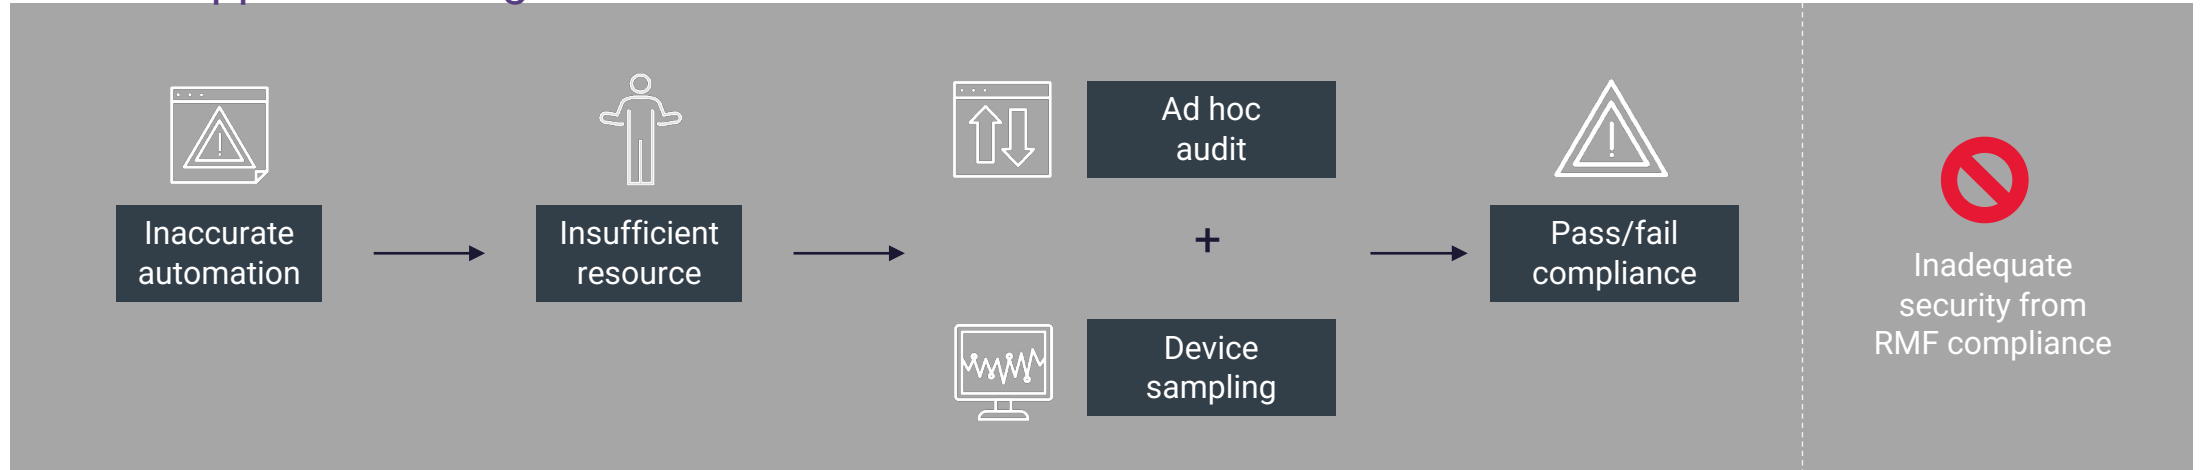 Inaccurate
automation
Insufficient
resource
Ad hoc
audit
+
Device
sampling
Pass/fail
compliance
Inadequate
security from
RMF compliance